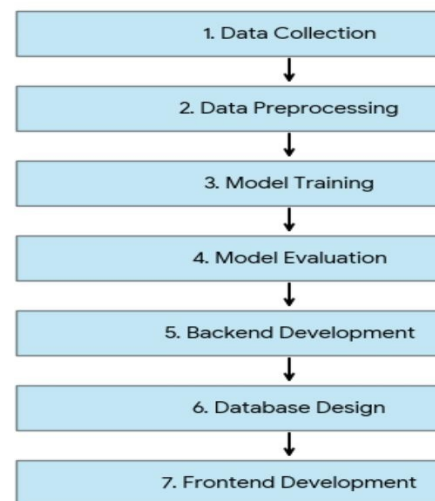 1. Data Collection
2. Data Preprocessing
3. Model Training
4. Model Evaluation
5. Backend Development
6. Database Design
7. Frontend Development